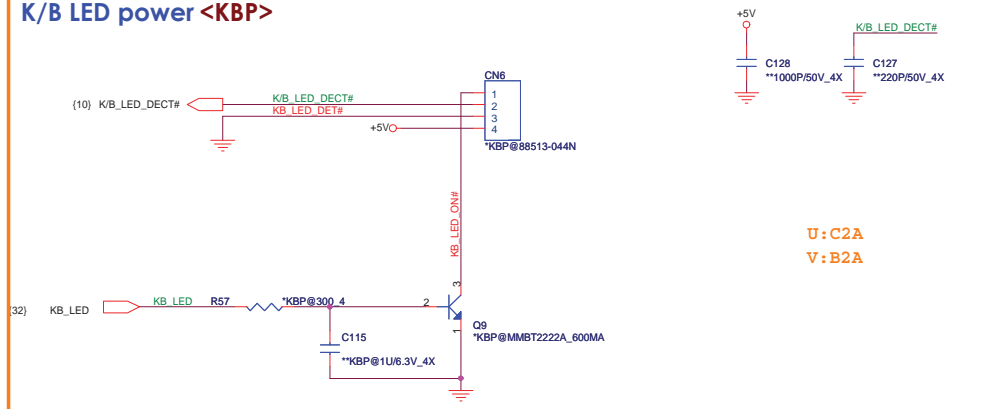 K/B LED power <KBP>
+5V
K/B_LED_DECT#
C128
**1000P/50V_4X
C127
**220P/50V_4X
CN6
{10} K/B_LED_DECT#
K/B_LED_DECT#
KB_LED_DET#
+5V
1
2
3
4
*KBP@88513-044N
KB_LED_ON#
U:C2A
V:B2A
{32} KB_LED
KB_LED
R57
*KBP@300_4
2
3
1
Q9
*KBP@MMBT2222A_600MA
C115
**KBP@1U/6.3V_4X